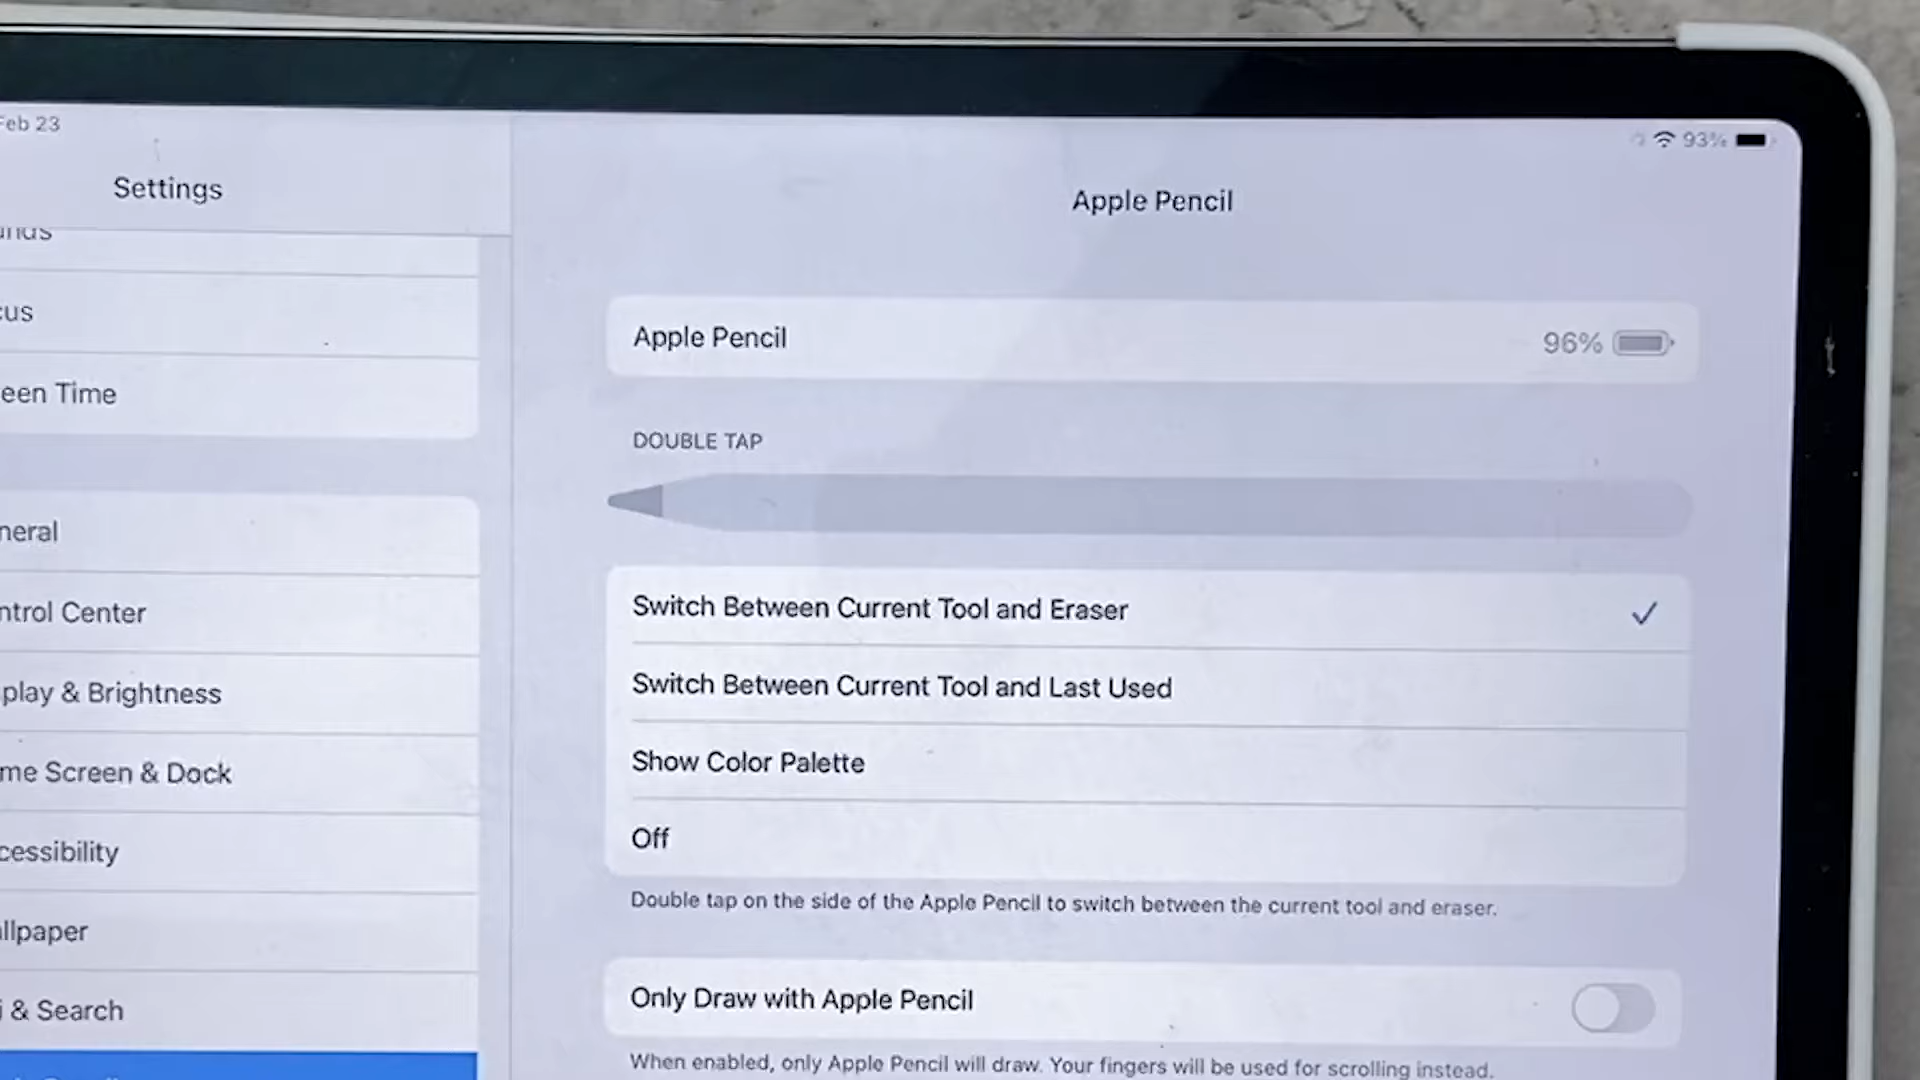 Feb 23
93%
Settings
Apple Pencil
Apple Pencil
96%
een Time
DOUBLE TAP
neral
ntrol Center
Switch Between Current Tool and Eraser
play & Brightness
Switch Between Current Tool and Last Used
me Screen & Dock
Show Color Palette
cessibility
Off
Double tap on the side of the Apple Pencil to switch between the current tool and eraser.
llpaper
i & Search
Only Draw with Apple Pencil
When enabled, only Apple Pencil will draw. Your fingers will be used for scrolling instead.